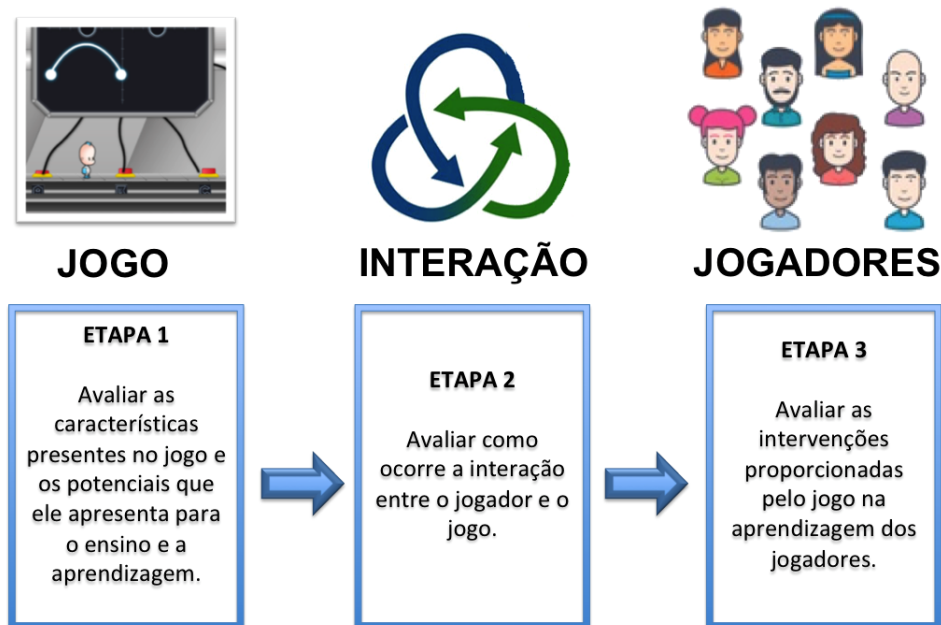 JOGO
INTERAÇÃO
JOGADORES
ETAPA 1
Avaliar as
características
presentes no jogo e
os potenciais que
ele apresenta para
o ensino e a
aprendizagem.
ETAPA 2
Avaliar como
ocorre a interação
entre o jogador e o
jogo.
ETAPA 3
Avaliar as
intervenções
proporcionadas
pelo jogo na
aprendizagem dos
jogadores.